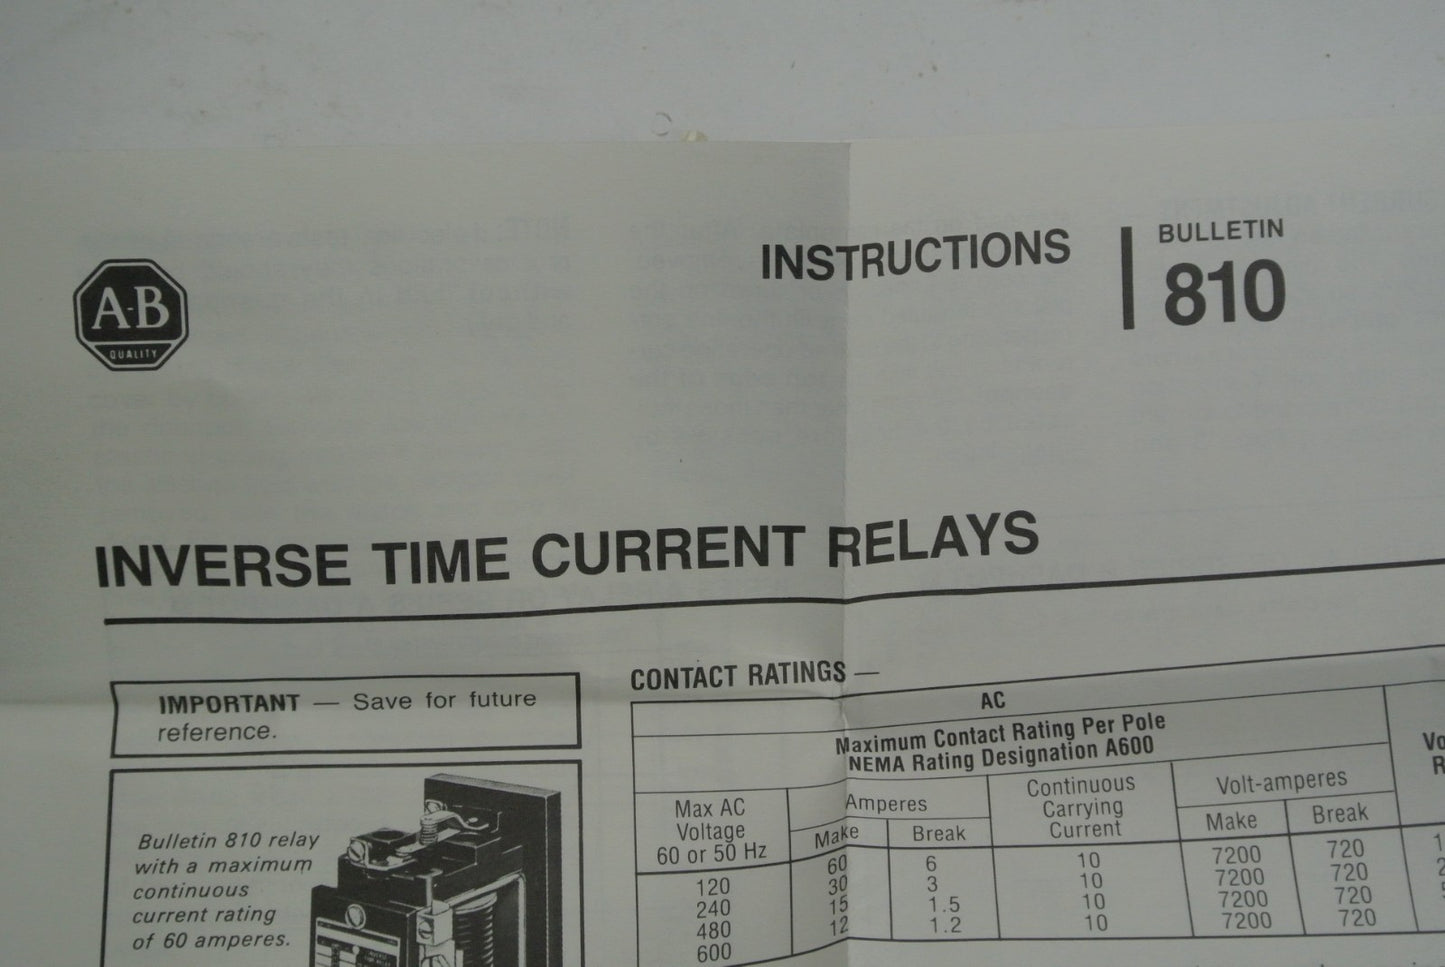 A-B
QUALITY
INSTRUCTIONS
BULLETIN
810
INVERSE TIME CURRENT RELAYS
IMPORTANT — Save for future
reference.
Bulletin 810 relay
with a maximum
continuous
current rating
of 60 amperes.
CONTACT RATINGS —
AC
Maximum Contact Rating Per Pole
NEMA Rating Designation A600
Max AC
Voltage
60 or 50 Hz
Amperes
Make Break
Continuous
Carrying
Current
Volt-amperes
Make Break
120 60 6 10 7200 720
240 30 3 10 7200 720
480 15 1.5 10 7200 720
600 12 1.2 10 7200 720